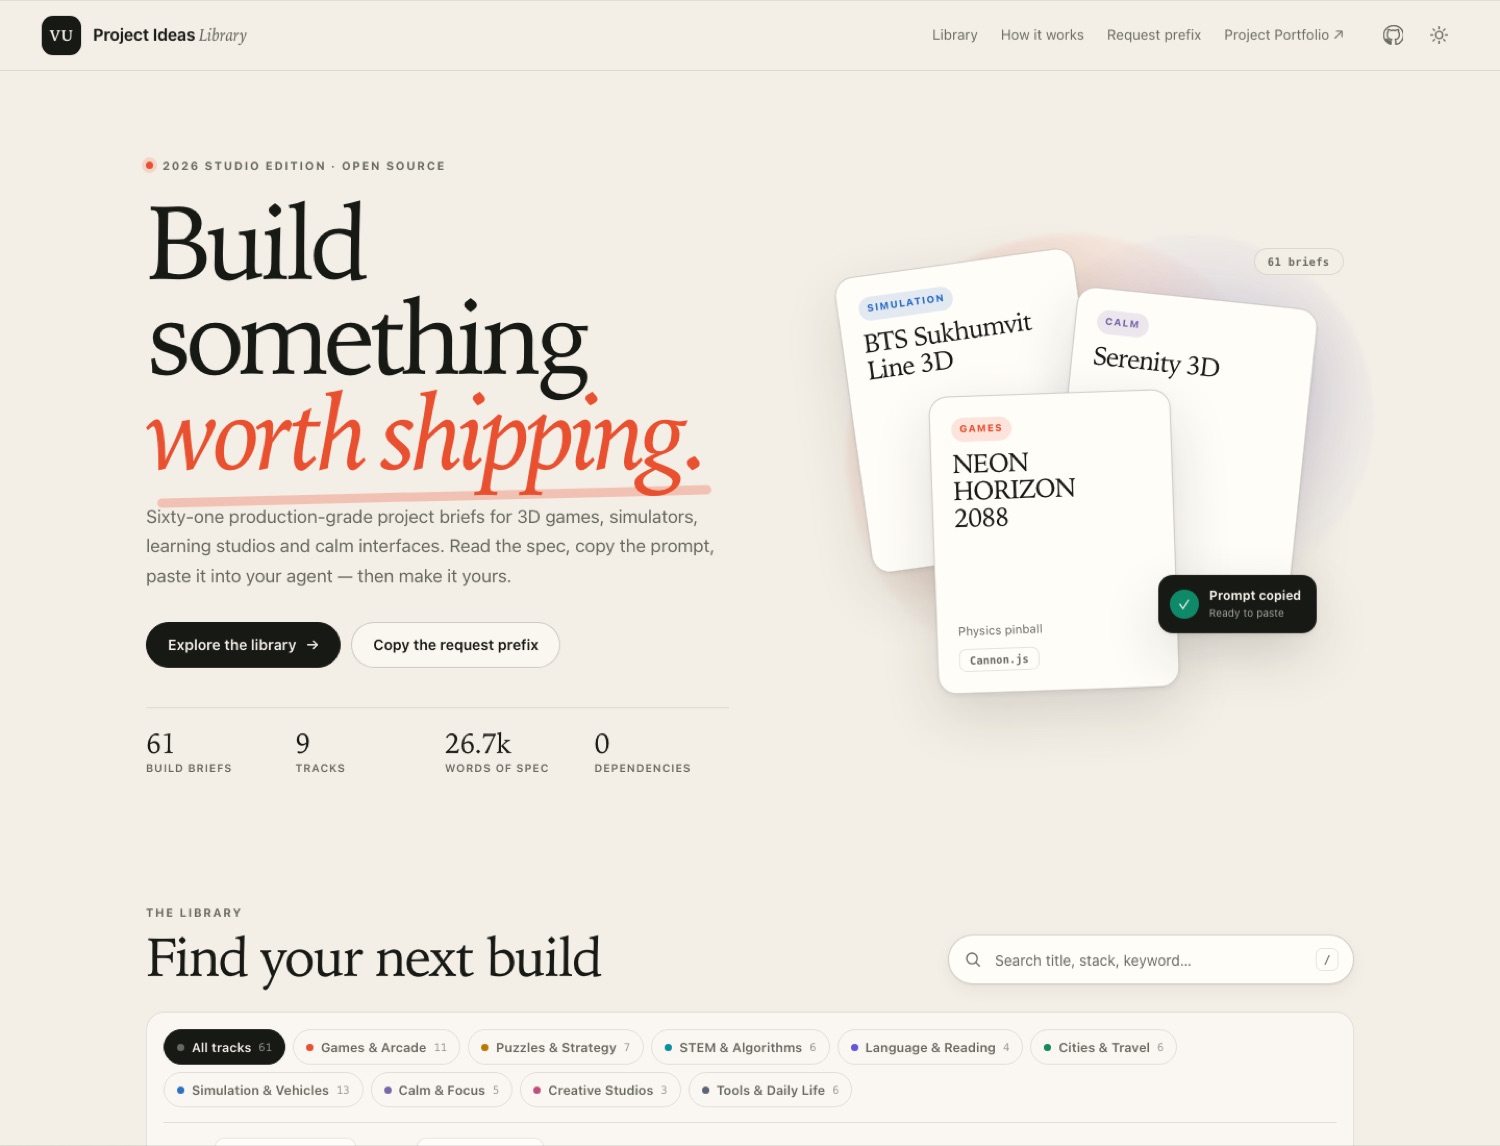 VU
Project Ideas Library
Library
How it works
Request prefix
Project Portfolio ↗
2026 STUDIO EDITION · OPEN SOURCE
Build
something
worth shipping.
Sixty-one production-grade project briefs for 3D games, simulators,
learning studios and calm interfaces. Read the spec, copy the prompt,
paste it into your agent — then make it yours.
Explore the library →
Copy the request prefix
61
BUILD BRIEFS
9
TRACKS
26.7k
WORDS OF SPEC
0
DEPENDENCIES
61 briefs
SIMULATION
BTS Sukhumvit
Line 3D
CALM
Serenity 3D
GAMES
NEON
HORIZON
2088
Physics pinball
Cannon.js
Prompt copied
Ready to paste
THE LIBRARY
Find your next build
Search title, stack, keyword...
/
All tracks 61
Games & Arcade 11
Puzzles & Strategy 7
STEM & Algorithms 6
Language & Reading 4
Cities & Travel 6
Simulation & Vehicles 13
Calm & Focus 5
Creative Studios 3
Tools & Daily Life 6